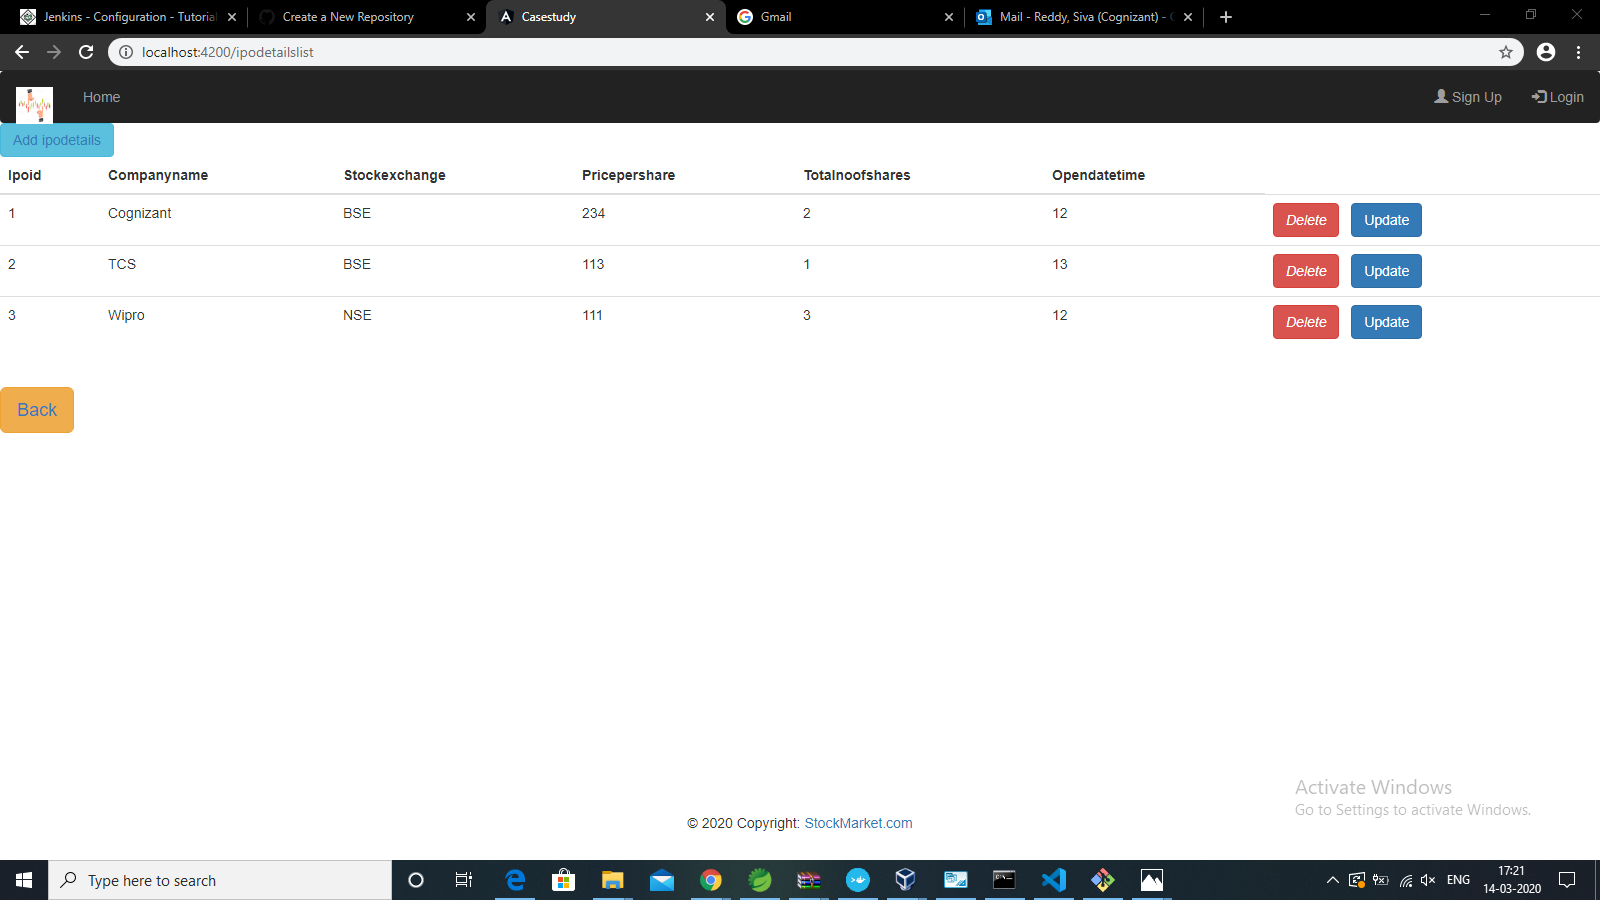 Jenkins - Configuration - Tutorial Create a New Repository Casestudy Gmail Mail - Reddy, Siva (Cognizant) -
localhost:4200/ipodetailslist
Home Sign Up Login
Add ipodetails
Ipoid Companyname Stockexchange Pricepershare Totalnoofshares Opendatetime
1 Cognizant BSE 234 2 12 Delete Update
2 TCS BSE 113 1 13 Delete Update
3 Wipro NSE 111 3 12 Delete Update
Back
Activate Windows
Go to Settings to activate Windows.
© 2020 Copyright: StockMarket.com
Type here to search ENG 17:21
14-03-2020